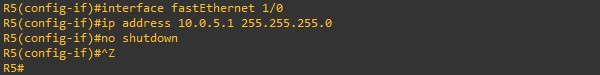 R5(config-if)#interface fastEthernet 1/0
R5(config-if)#ip address 10.0.5.1 255.255.255.0
R5(config-if)#no shutdown
R5(config-if)#^Z
R5#